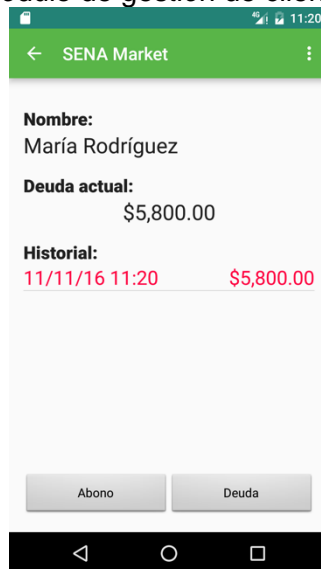 11:20
SENA Market
Nombre:
María Rodríguez
Deuda actual:
$5,800.00
Historial:
11/11/16 11:20 $5,800.00
Abono Deuda